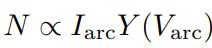 N ∝ I_arc Y(V_arc)